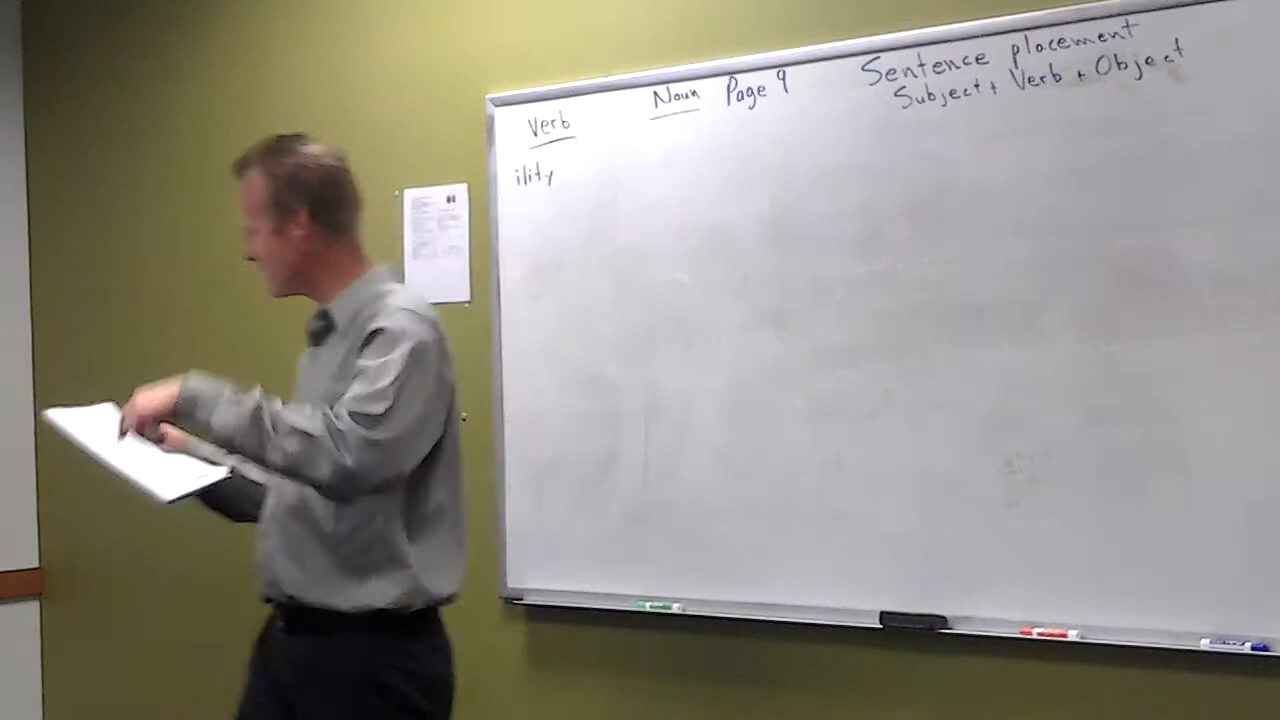 Verb
Noun Page 9
Sentence placement
Subject + Verb + Object
ility